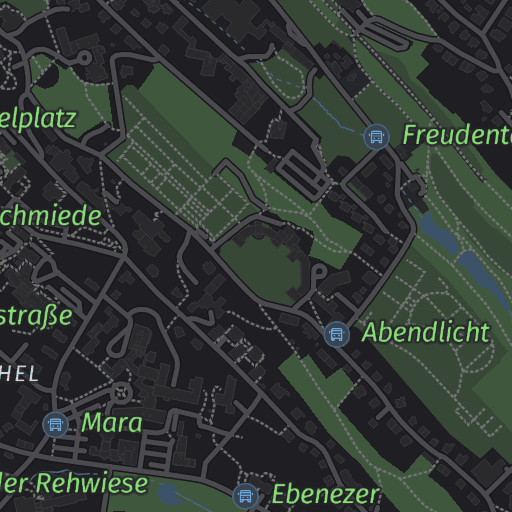 elplatz
Freudent
chmiede
straße
Abendlicht
HEL
Mara
der Rehwiese
Ebenezer